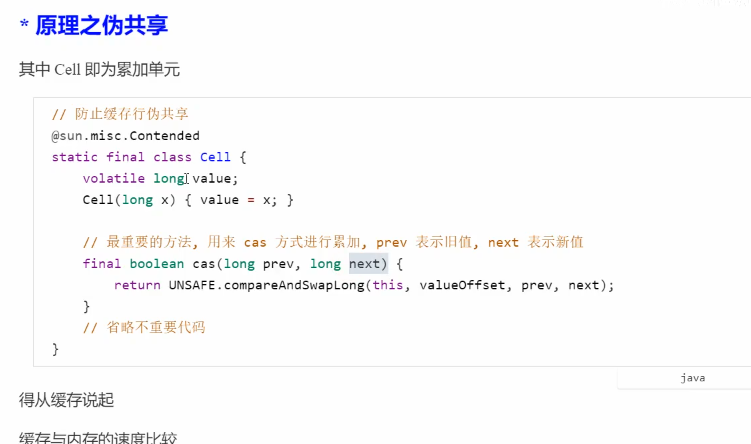 * 原理之伪共享
其中 Cell 即为累加单元
// 防止缓存行伪共享
@sun.misc.Contended
static final class Cell {
    volatile long value;
    Cell(long x) { value = x; }
    // 最重要的方法, 用来 cas 方式进行累加, prev 表示旧值, next 表示新值
    final boolean cas(long prev, long next) {
        return UNSAFE.compareAndSwapLong(this, valueOffset, prev, next);
    }
    // 省略不重要代码
}
java
得从缓存说起
缓存与内存的速度比较